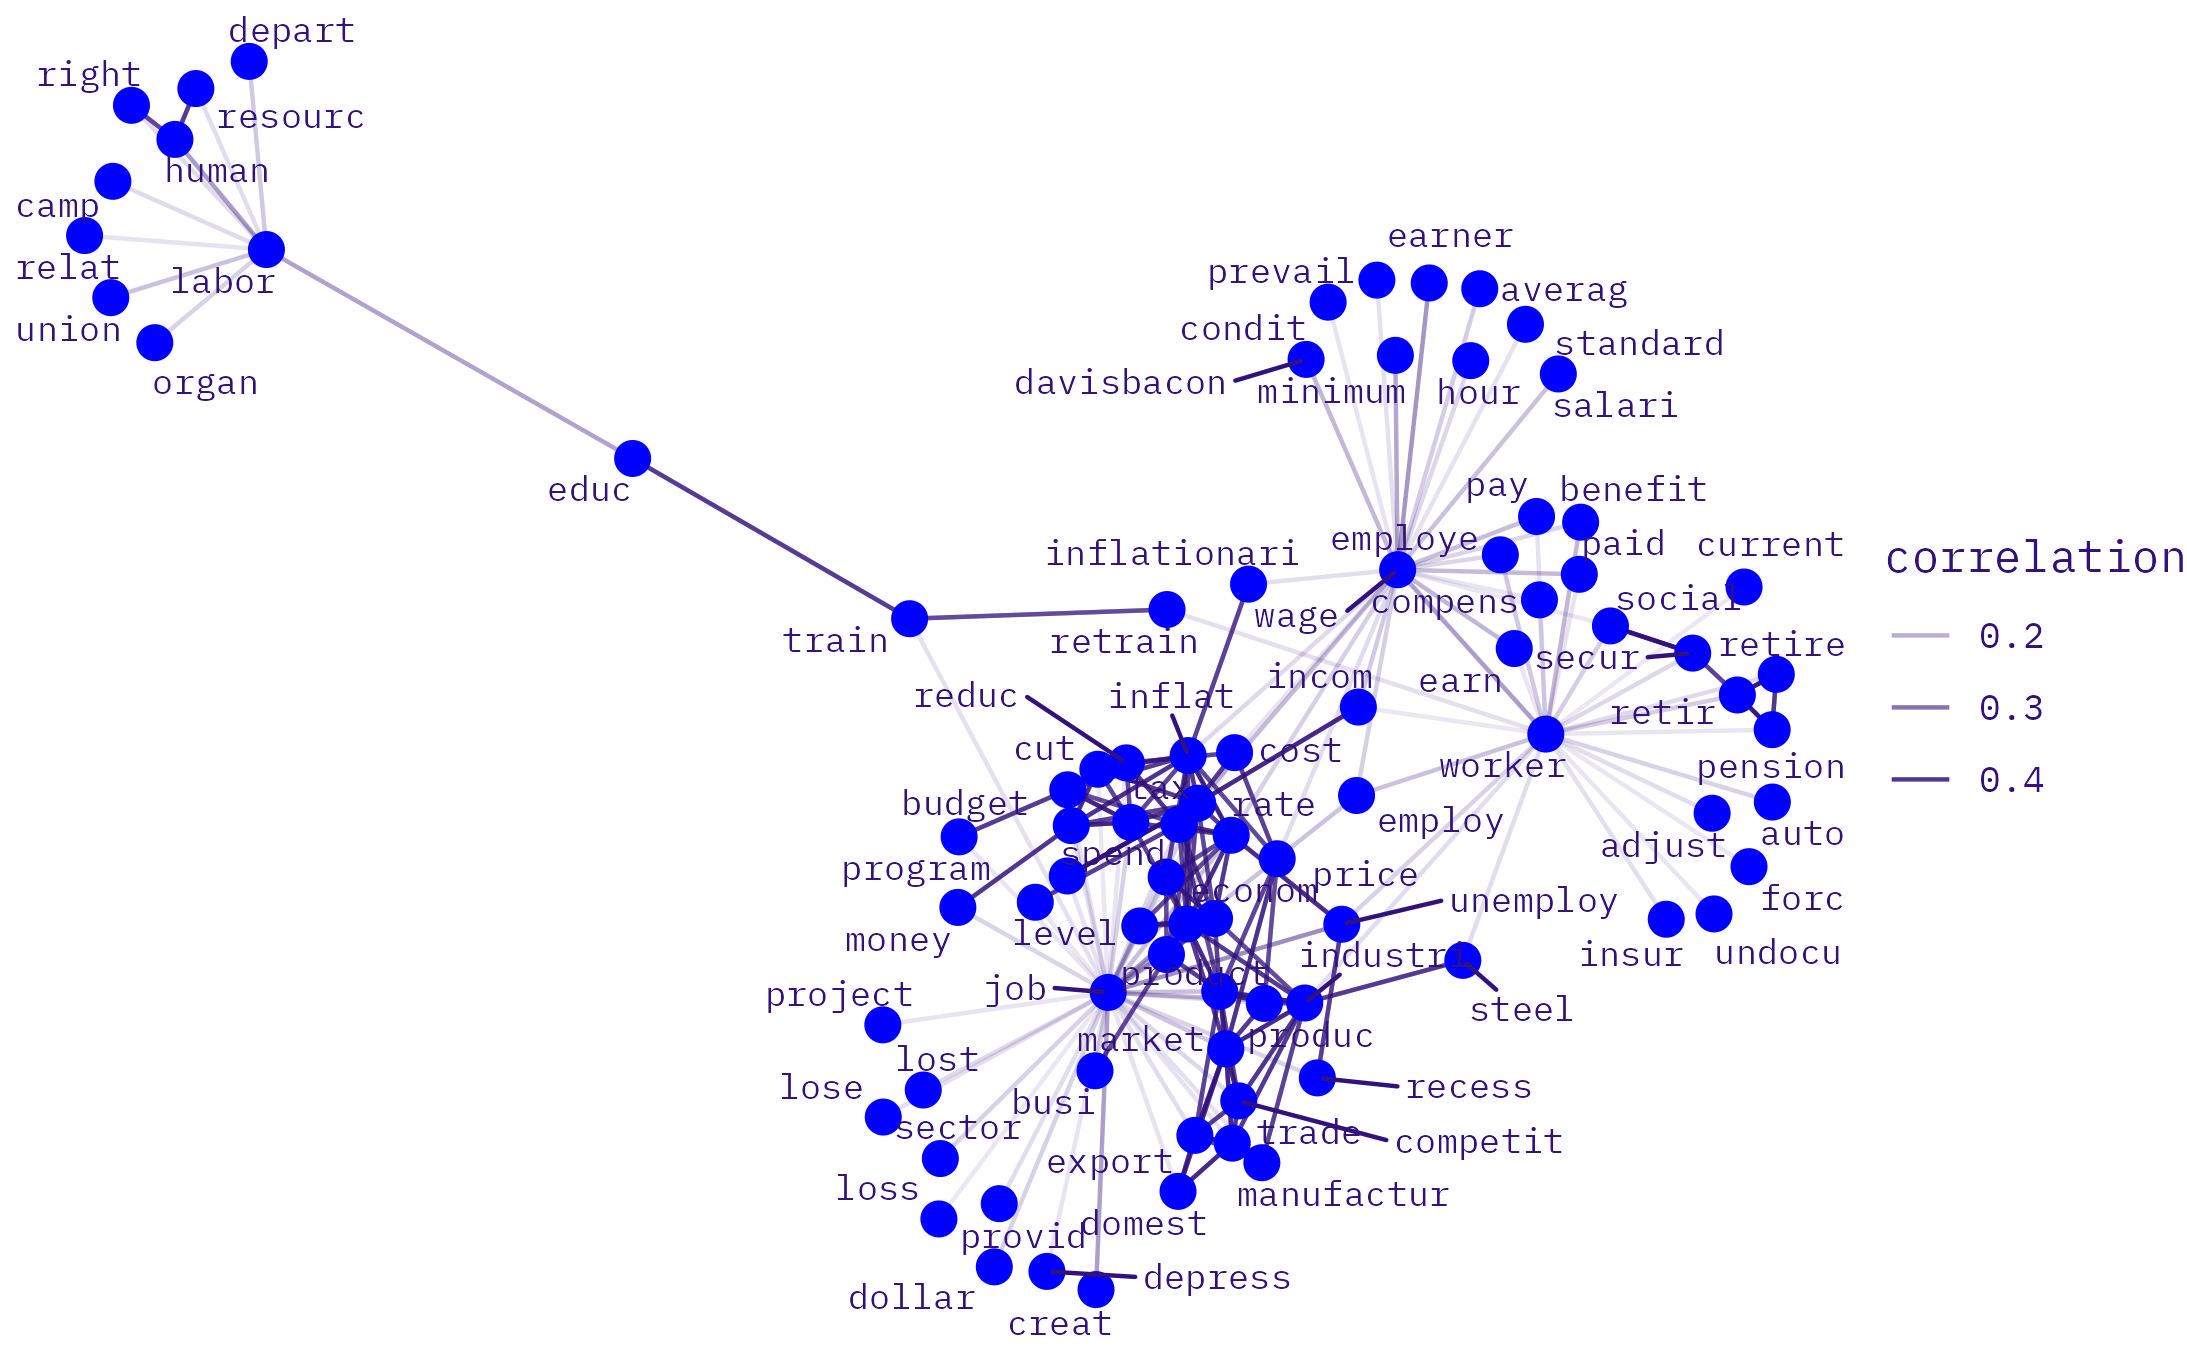 depart
right
resourc
human
camp
relat
labor
union
organ
educ
train
earner
prevail
averag
condit
standard
davisbacon
minimum
hour
salari
pay
benefit
employe
paid
current
inflationari
compens
social
wage
retrain
secur
retire
incom
earn
reduc
inflat
retir
cut
cost
worker
pension
tax
budget
rate
employ
auto
adjust
spend
program
econom
price
unemploy
forc
level
money
insur
undocu
industri
product
job
project
steel
market
produc
lost
lose
recess
busi
sector
trade
competit
export
loss
manufactur
domest
provid
depress
dollar
creat
correlation
0.2
0.3
0.4